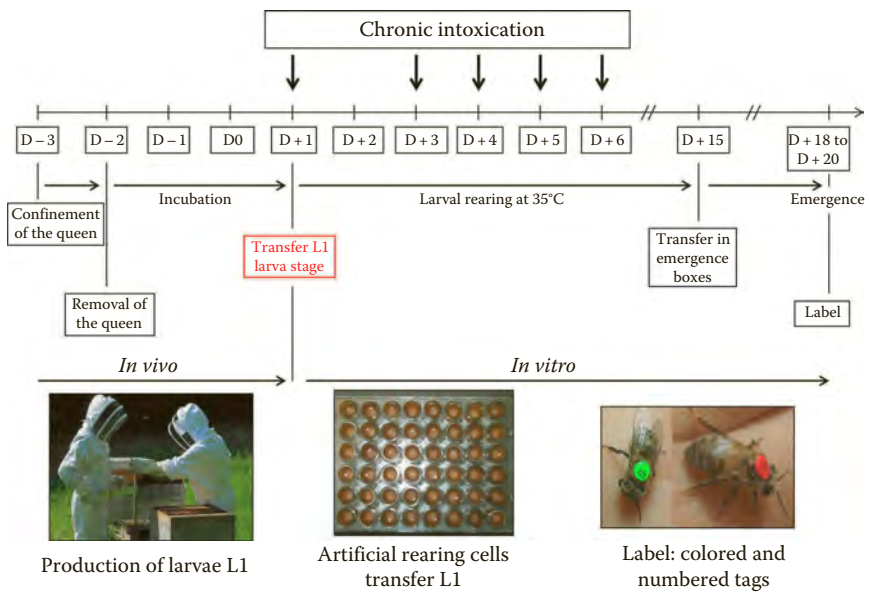 Chronic intoxication
D – 3
D – 2
D – 1
D0
D + 1
D + 2
D + 3
D + 4
D + 5
D + 6
D + 15
D + 18 to
D + 20
Confinement
of the queen
Incubation
Larval rearing at 35°C
Emergence
Transfer L1
larva stage
Transfer in
emergence
boxes
Removal of
the queen
Label
In vivo
In vitro
Production of larvae L1
Artificial rearing cells
transfer L1
Label: colored and
numbered tags